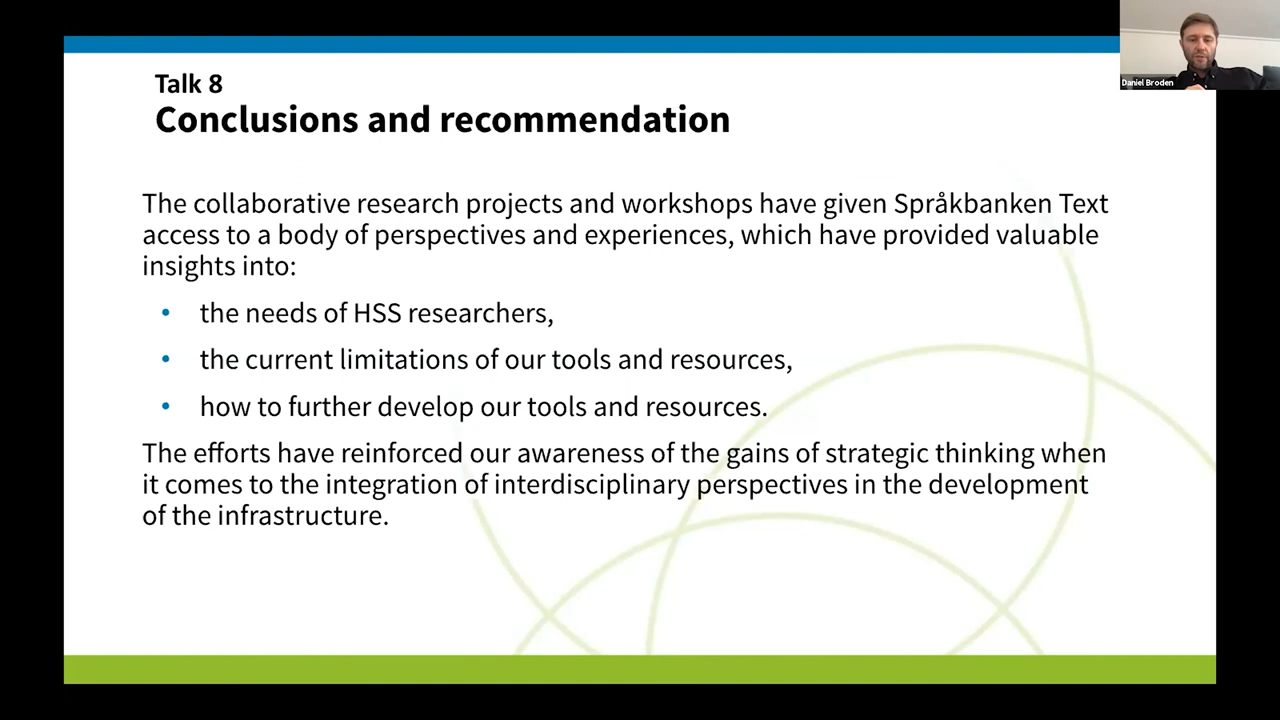 Talk 8
Conclusions and recommendation
Daniel Broden
The collaborative research projects and workshops have given Språkbanken Text
access to a body of perspectives and experiences, which have provided valuable
insights into:
• the needs of HSS researchers,
• the current limitations of our tools and resources,
• how to further develop our tools and resources.
The efforts have reinforced our awareness of the gains of strategic thinking when
it comes to the integration of interdisciplinary perspectives in the development
of the infrastructure.